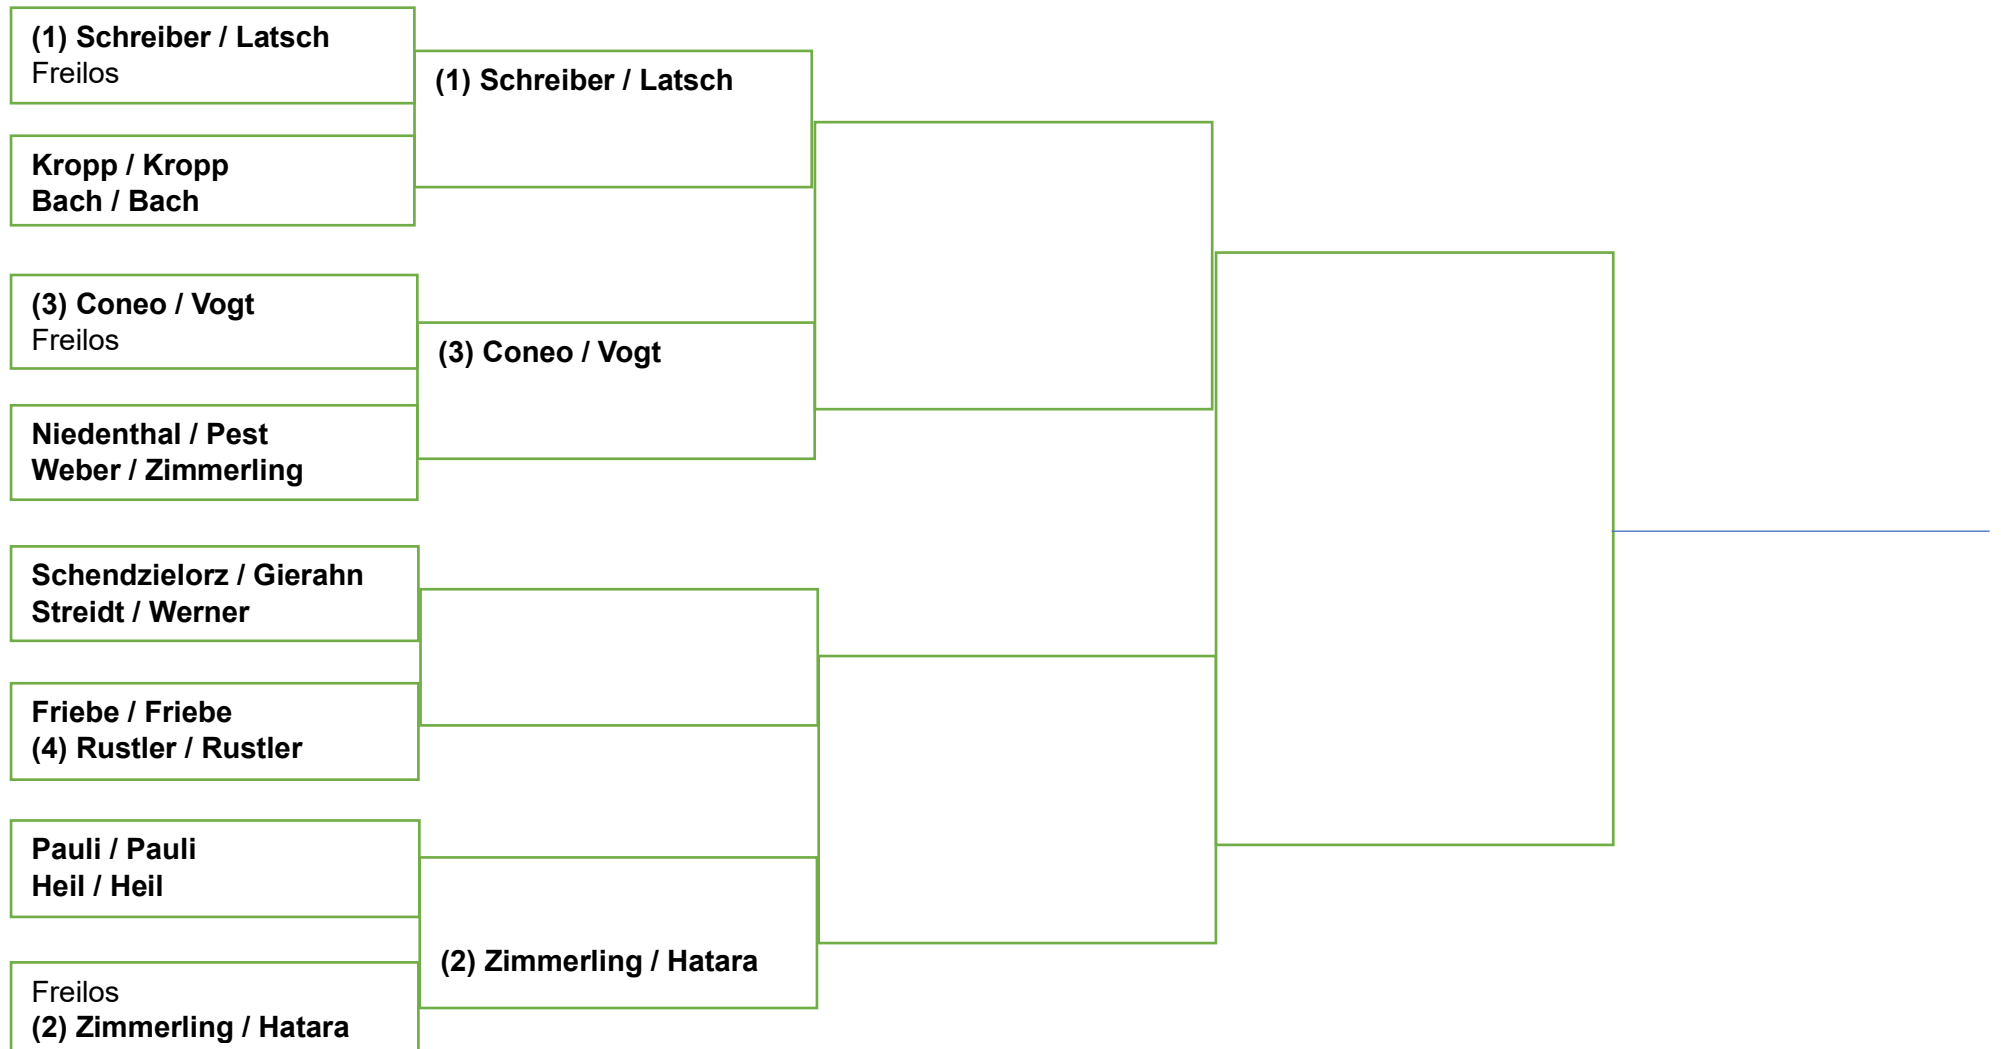 (1) Schreiber / Latsch
Freilos
Kropp / Kropp
Bach / Bach
(3) Coneo / Vogt
Freilos
Niedenthal / Pest
Weber / Zimmerling
Schendzielorz / Gierahn
Streidt / Werner
Friebe / Friebe
(4) Rustler / Rustler
Pauli / Pauli
Heil / Heil
Freilos
(2) Zimmerling / Hatara
(1) Schreiber / Latsch
(3) Coneo / Vogt
(2) Zimmerling / Hatara